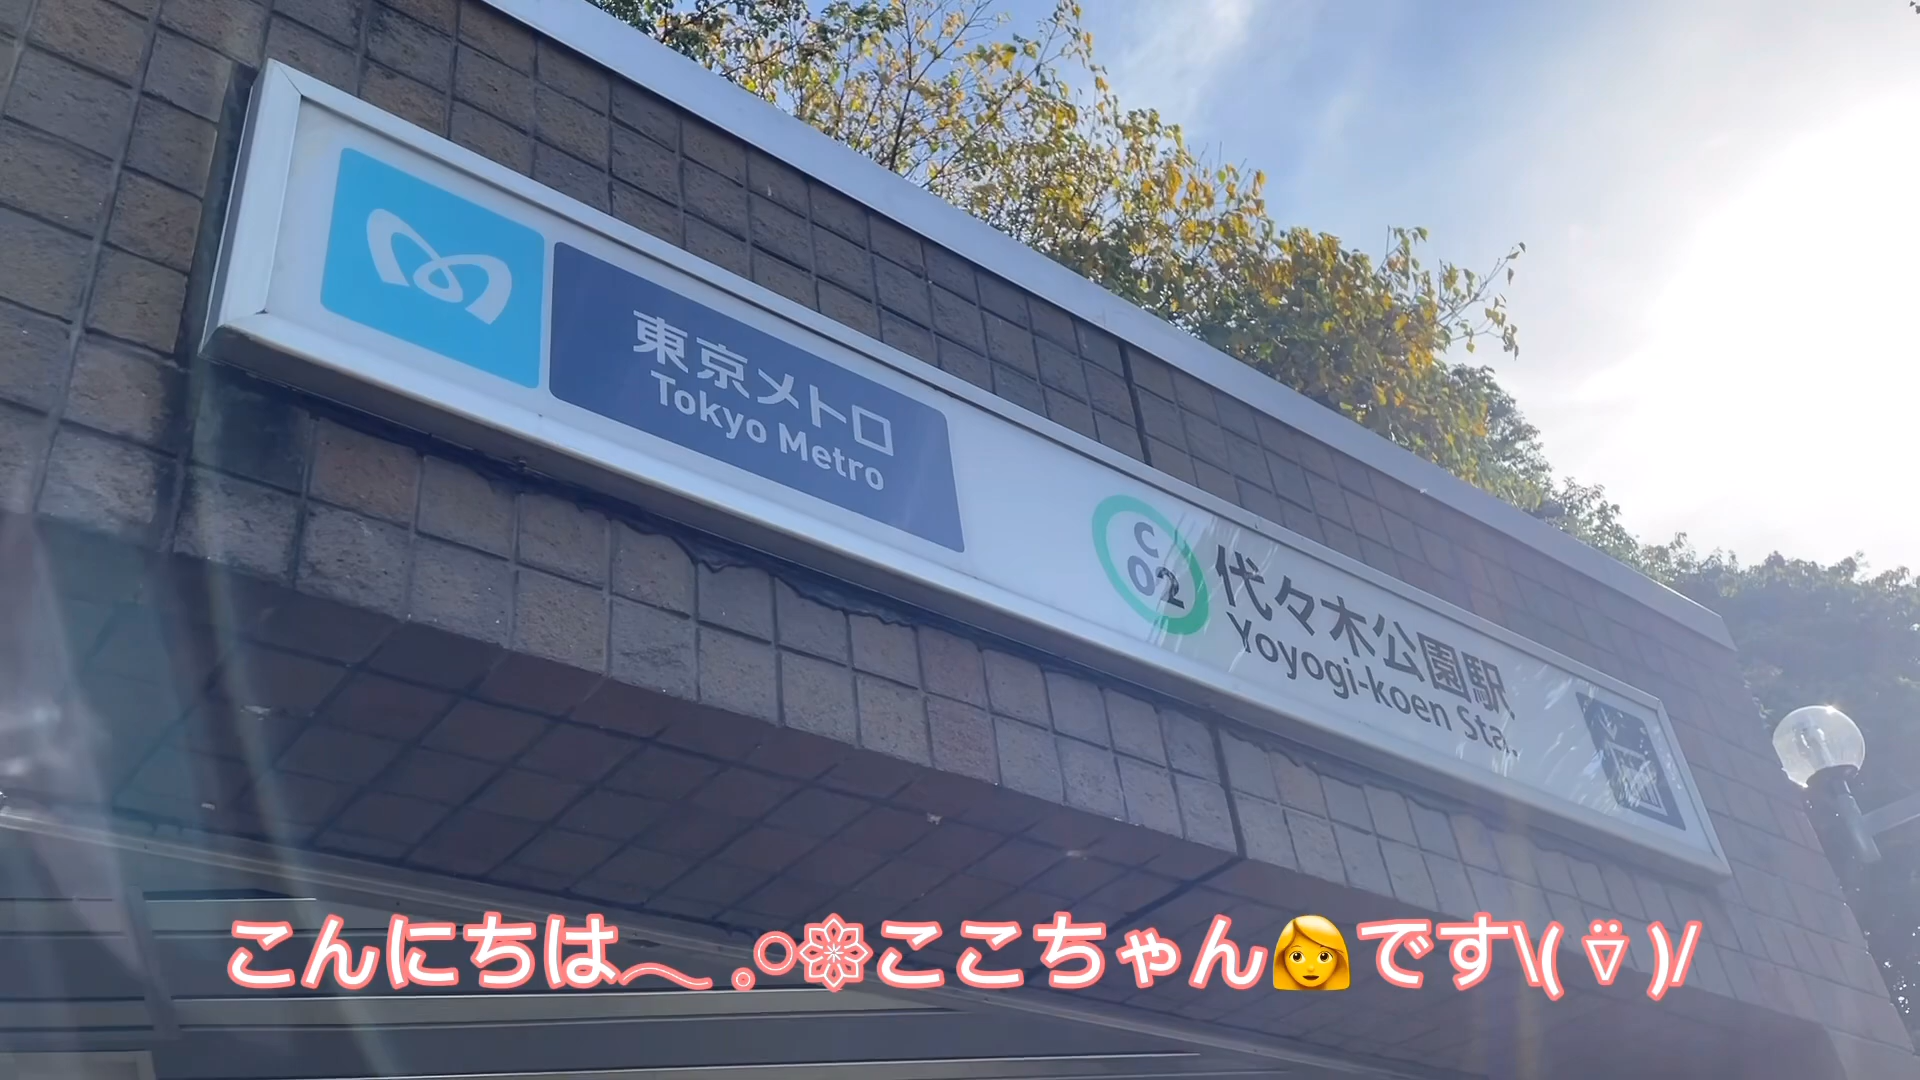 東京メトロ
Tokyo Metro
C
02
代々木公園駅
Yoyogi-koen Sta.
こんにちは〜 .｡○❀ここちゃん👩です\( ¨̮ )/